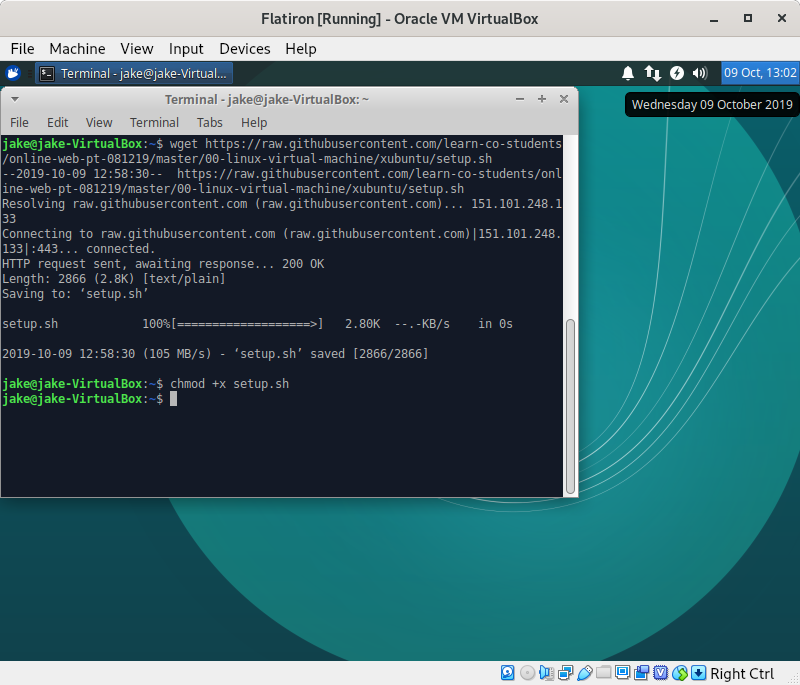 Flatiron [Running] - Oracle VM VirtualBox
File Machine View Input Devices Help
Terminal - jake@jake-Virtual...
09 Oct, 13:02
Wednesday 09 October 2019
Terminal - jake@jake-VirtualBox: ~
File Edit View Terminal Tabs Help
jake@jake-VirtualBox:~$ wget https://raw.githubusercontent.com/learn-co-students
/online-web-pt-081219/master/00-linux-virtual-machine/xubuntu/setup.sh
--2019-10-09 12:58:30-- https://raw.githubusercontent.com/learn-co-students/onl
ine-web-pt-081219/master/00-linux-virtual-machine/xubuntu/setup.sh
Resolving raw.githubusercontent.com (raw.githubusercontent.com)... 151.101.248.1
33
Connecting to raw.githubusercontent.com (raw.githubusercontent.com)|151.101.248.
133|:443... connected.
HTTP request sent, awaiting response... 200 OK
Length: 2866 (2.8K) [text/plain]
Saving to: ‘setup.sh’
setup.sh 100%[===================>] 2.80K --.-KB/s in 0s
2019-10-09 12:58:30 (105 MB/s) - ‘setup.sh’ saved [2866/2866]
jake@jake-VirtualBox:~$ chmod +x setup.sh
jake@jake-VirtualBox:~$
Right Ctrl